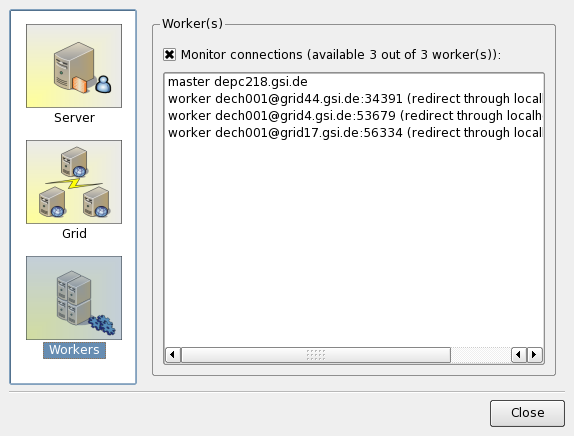 Server
Grid
Workers
Worker(s)
Monitor connections (available 3 out of 3 worker(s)):
master depc218.gsi.de
worker dech001@grid44.gsi.de:34391 (redirect through local
worker dech001@grid4.gsi.de:53679 (redirect through localh
worker dech001@grid17.gsi.de:56334 (redirect through local
Close